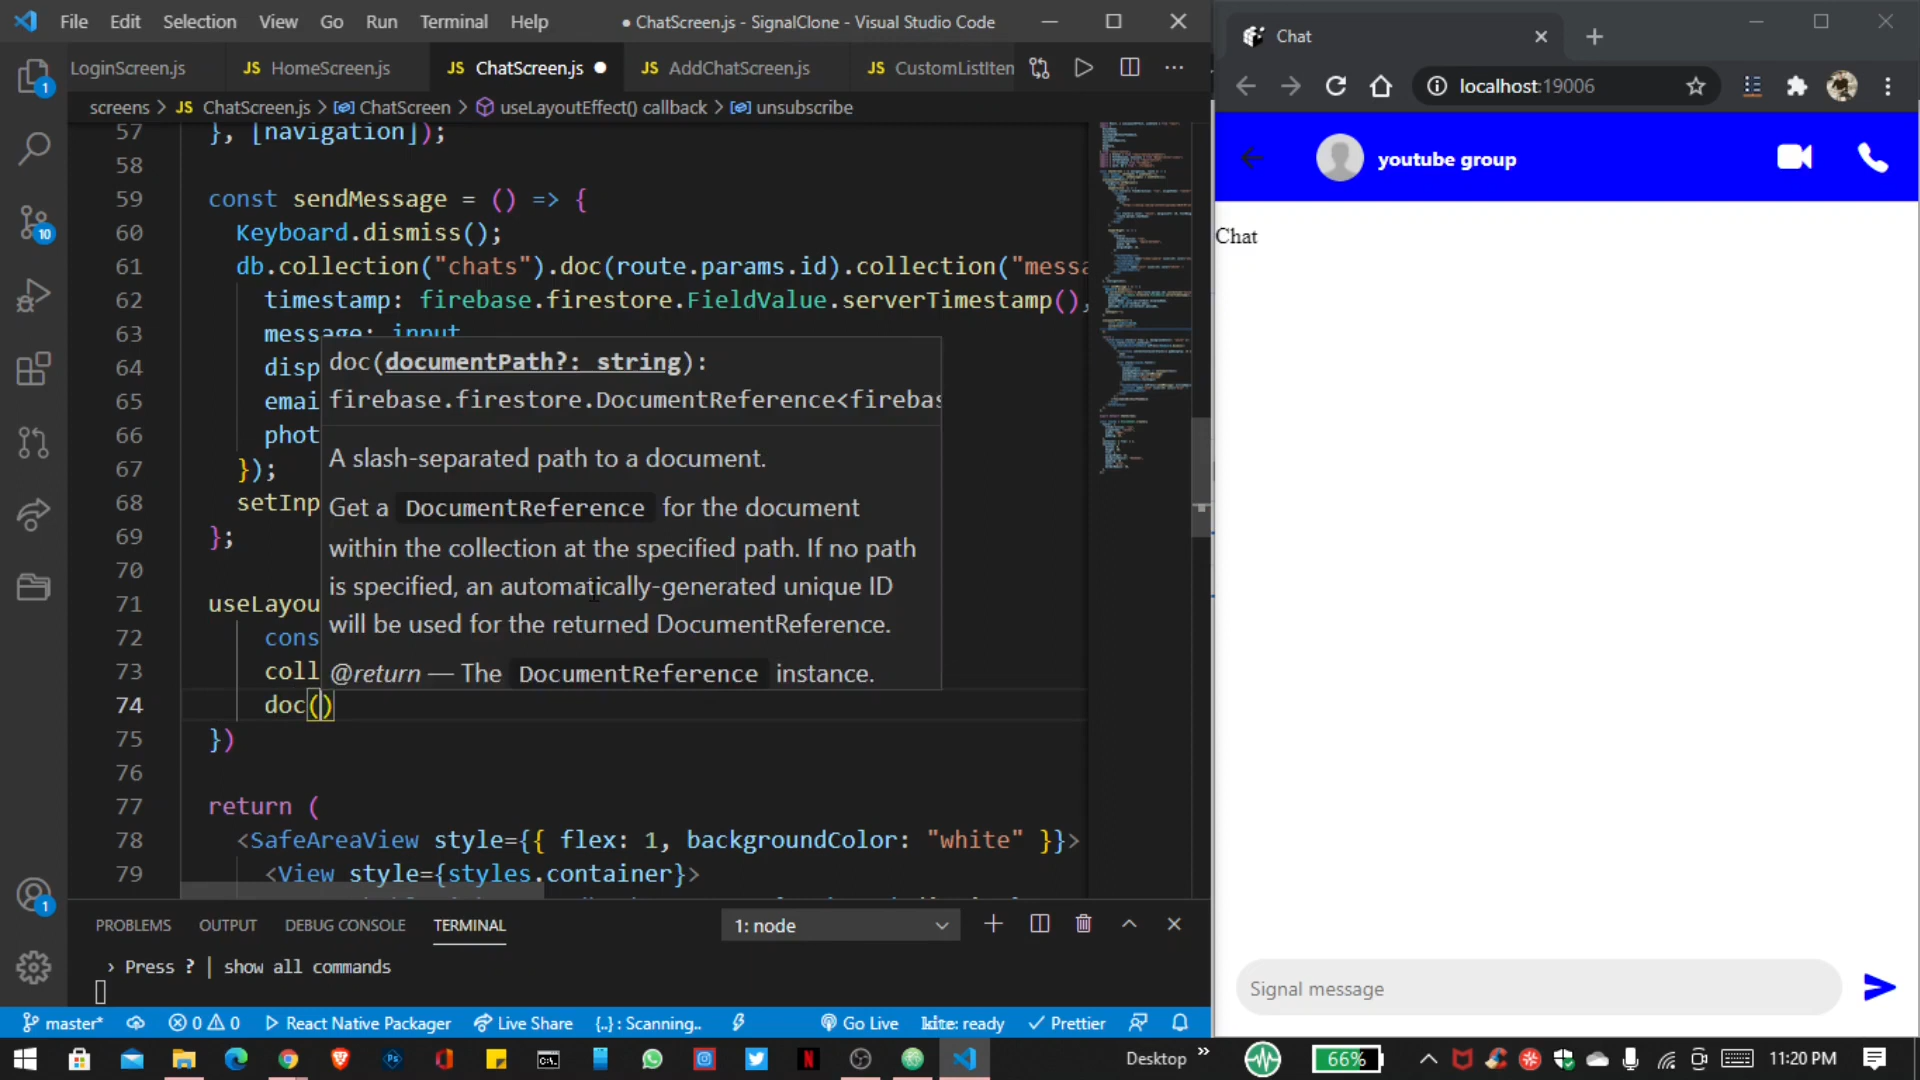 File Edit Selection View Go Run Terminal Help ● ChatScreen.js - SignalClone - Visual Studio Code
LoginScreen.js JS HomeScreen.js JS ChatScreen.js ● JS AddChatScreen.js JS CustomListIten
screens > JS ChatScreen.js > ChatScreen > useLayoutEffect() callback > unsubscribe
57 }, [navigation]);
58
59 const sendMessage = () => {
60 Keyboard.dismiss();
61 db.collection("chats").doc(route.params.id).collection("messa
62 timestamp: firebase.firestore.FieldValue.serverTimestamp(),
63 message: input
64 disp
65 emai
66 phot
67 });
68 setInp
69 };
70
71 useLayou
72 cons
73 coll
74 doc()
75 })
76
77 return (
78 <SafeAreaView style={{ flex: 1, backgroundColor: "white" }}>
79 <View style={styles.container}>
doc(documentPath?: string):
firebase.firestore.DocumentReference<firebas
A slash-separated path to a document.
Get a DocumentReference for the document
within the collection at the specified path. If no path
is specified, an automatically-generated unique ID
will be used for the returned DocumentReference.
@return — The DocumentReference instance.
PROBLEMS OUTPUT DEBUG CONSOLE TERMINAL 1: node
› Press ? | show all commands
master* 0 0 React Native Packager Live Share {..} : Scanning.. Go Live kite: ready Prettier
1
10
1
Chat
localhost:19006
youtube group
Chat
Signal message
Desktop » 66% 11:20 PM